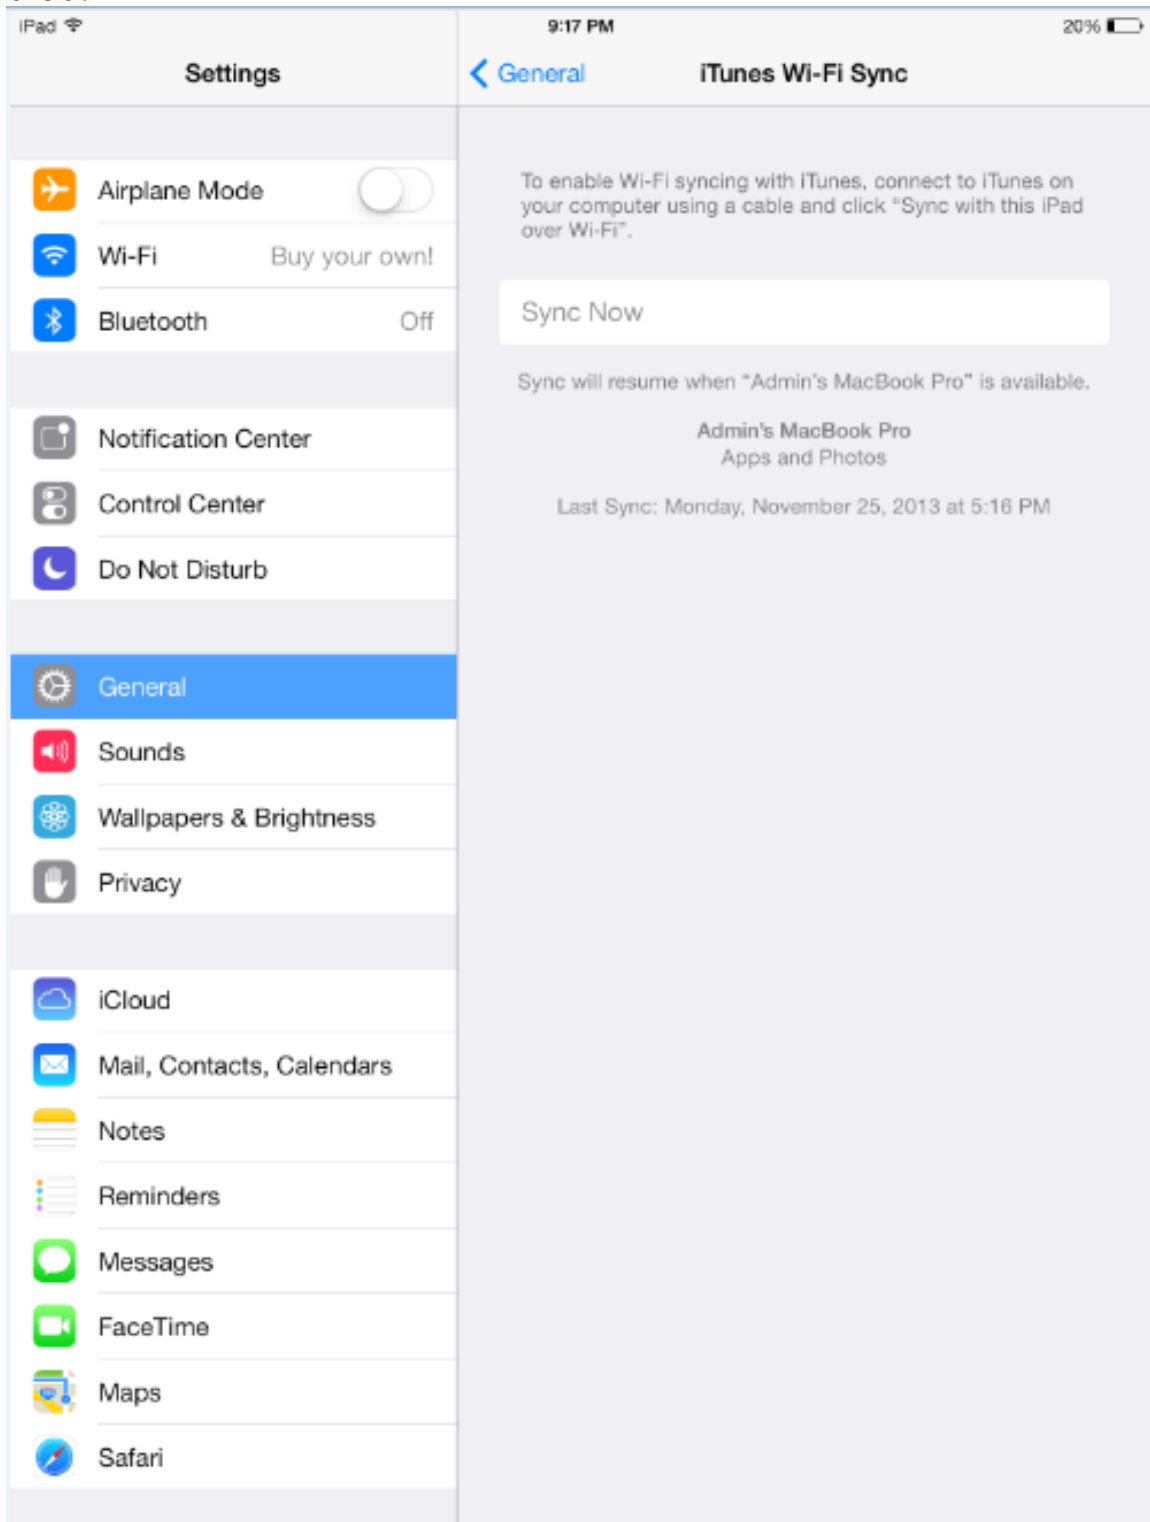 iPad
9:17 PM
20%
Settings
General
iTunes Wi-Fi Sync
Airplane Mode
Wi-Fi
Buy your own!
Bluetooth
Off
Notification Center
Control Center
Do Not Disturb
General
Sounds
Wallpapers & Brightness
Privacy
iCloud
Mail, Contacts, Calendars
Notes
Reminders
Messages
FaceTime
Maps
Safari
To enable Wi-Fi syncing with iTunes, connect to iTunes on
your computer using a cable and click “Sync with this iPad
over Wi-Fi”.
Sync Now
Sync will resume when “Admin’s MacBook Pro” is available.
Admin’s MacBook Pro
Apps and Photos
Last Sync: Monday, November 25, 2013 at 5:16 PM